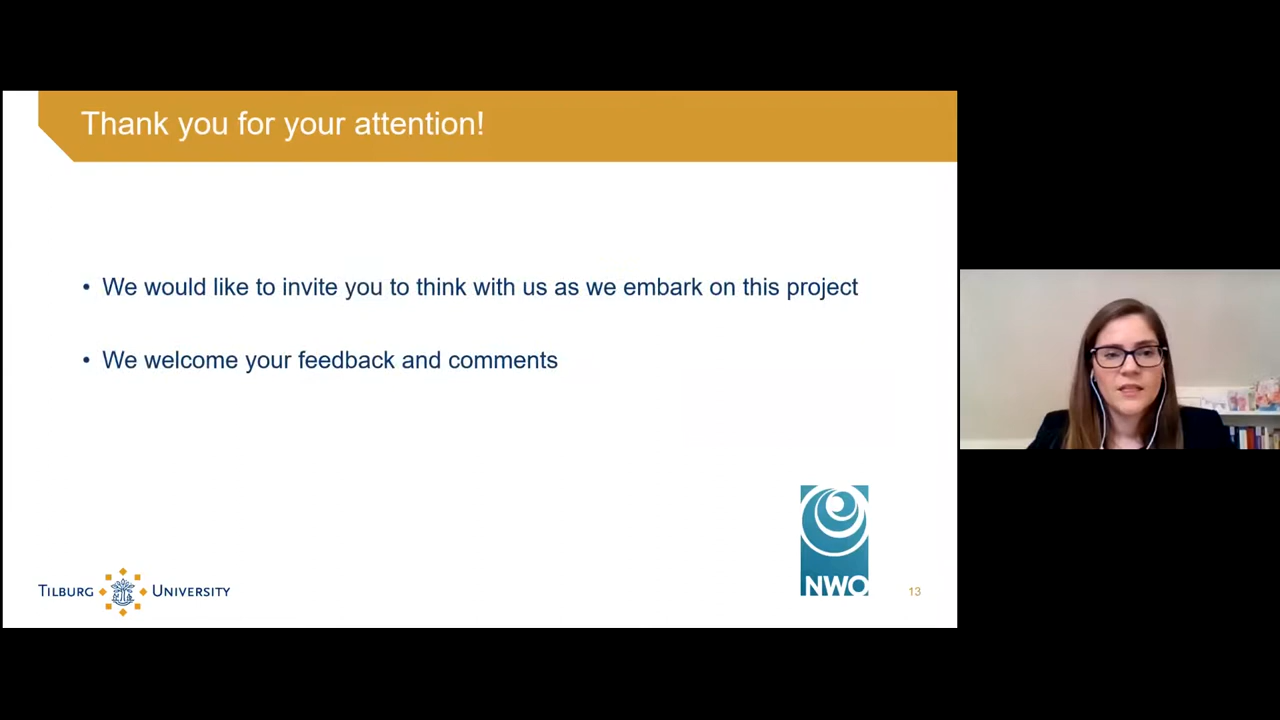 Thank you for your attention!
• We would like to invite you to think with us as we embark on this project
• We welcome your feedback and comments
NWO
TILBURG UNIVERSITY
13